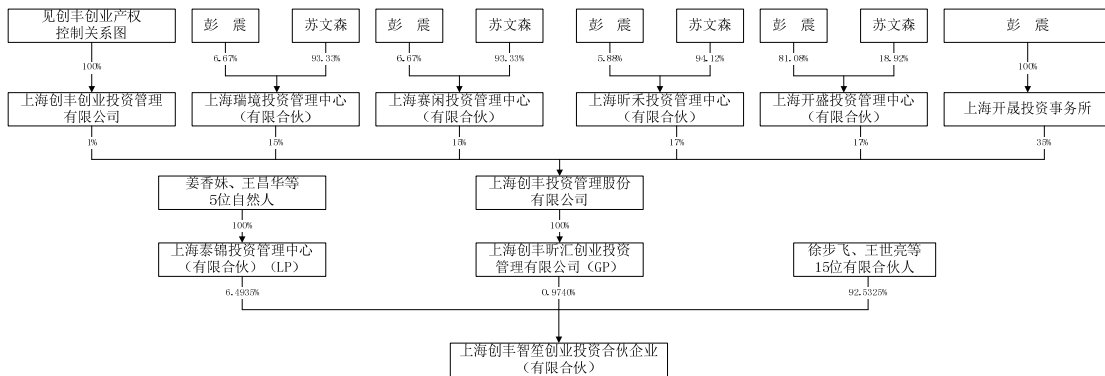 见创丰创业产权
控制关系图
彭 震
苏文森
彭 震
苏文森
彭 震
苏文森
彭 震
苏文森
彭 震
100%
6.67%
93.33%
6.67%
93.33%
5.88%
94.12%
81.08%
18.92%
100%
上海创丰创业投资管理
有限公司
上海瑞境投资管理中心
(有限合伙)
上海赛闲投资管理中心
(有限合伙)
上海昕禾投资管理中心
(有限合伙)
上海开盛投资管理中心
(有限合伙)
上海开晟投资事务所
1%
15%
15%
17%
17%
35%
姜香妹、王昌华等
5位自然人
上海创丰投资管理股份
有限公司
100%
100%
上海泰锦投资管理中心
(有限合伙)(LP)
上海创丰昕汇创业投资
管理有限公司(GP)
徐步飞、王世亮等
15位有限合伙人
6.4935%
0.9740%
92.5325%
上海创丰智笙创业投资合伙企业
(有限合伙)